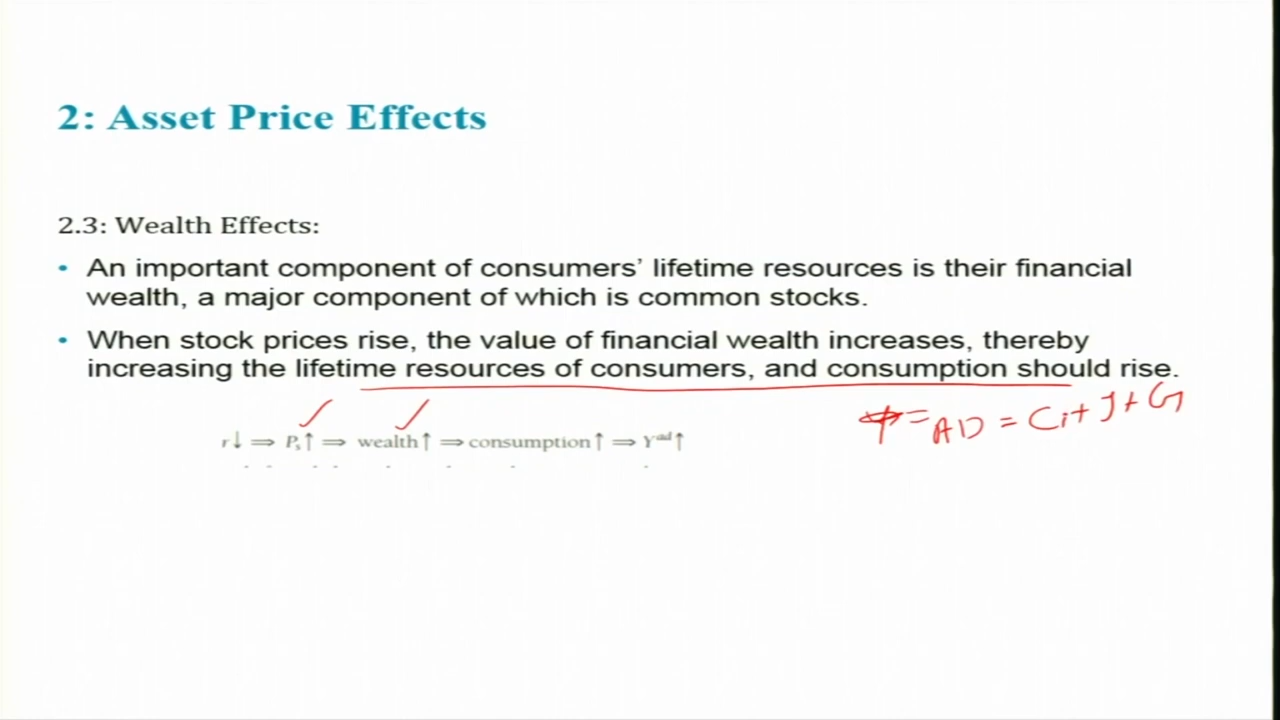 2: Asset Price Effects
2.3: Wealth Effects:
• An important component of consumers’ lifetime resources is their financial
wealth, a major component of which is common stocks.
• When stock prices rise, the value of financial wealth increases, thereby
increasing the lifetime resources of consumers, and consumption should rise.
r↓ ⇒ Ps↑ ⇒ wealth↑ ⇒ consumption↑ ⇒ Yad↑
= AD = C + I + G